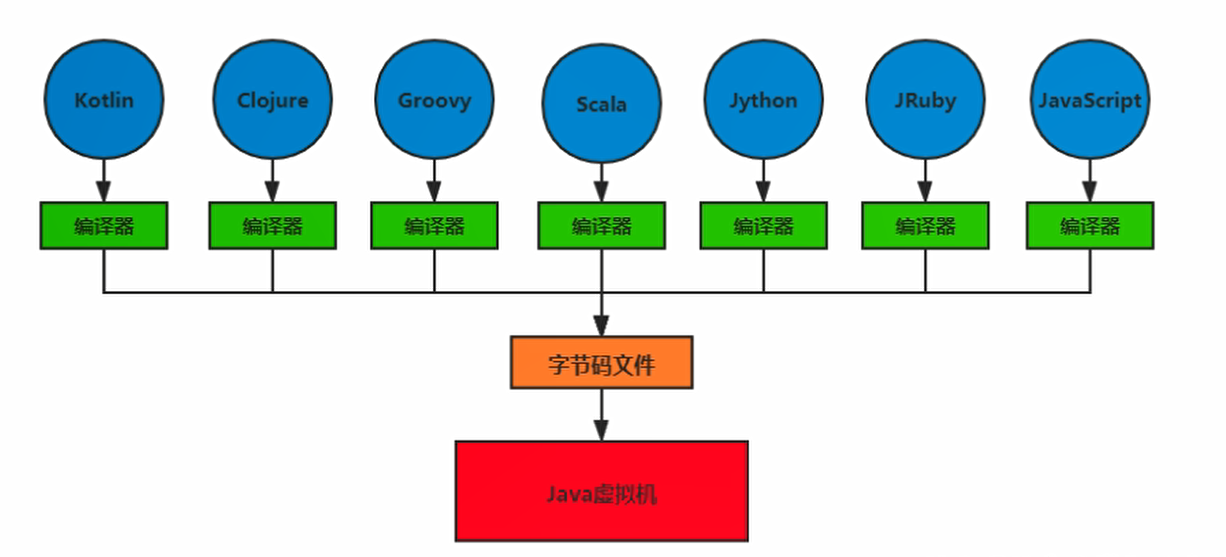 Kotlin
Clojure
Groovy
Scala
Jython
JRuby
JavaScript
编译器
编译器
编译器
编译器
编译器
编译器
编译器
字节码文件
Java虚拟机